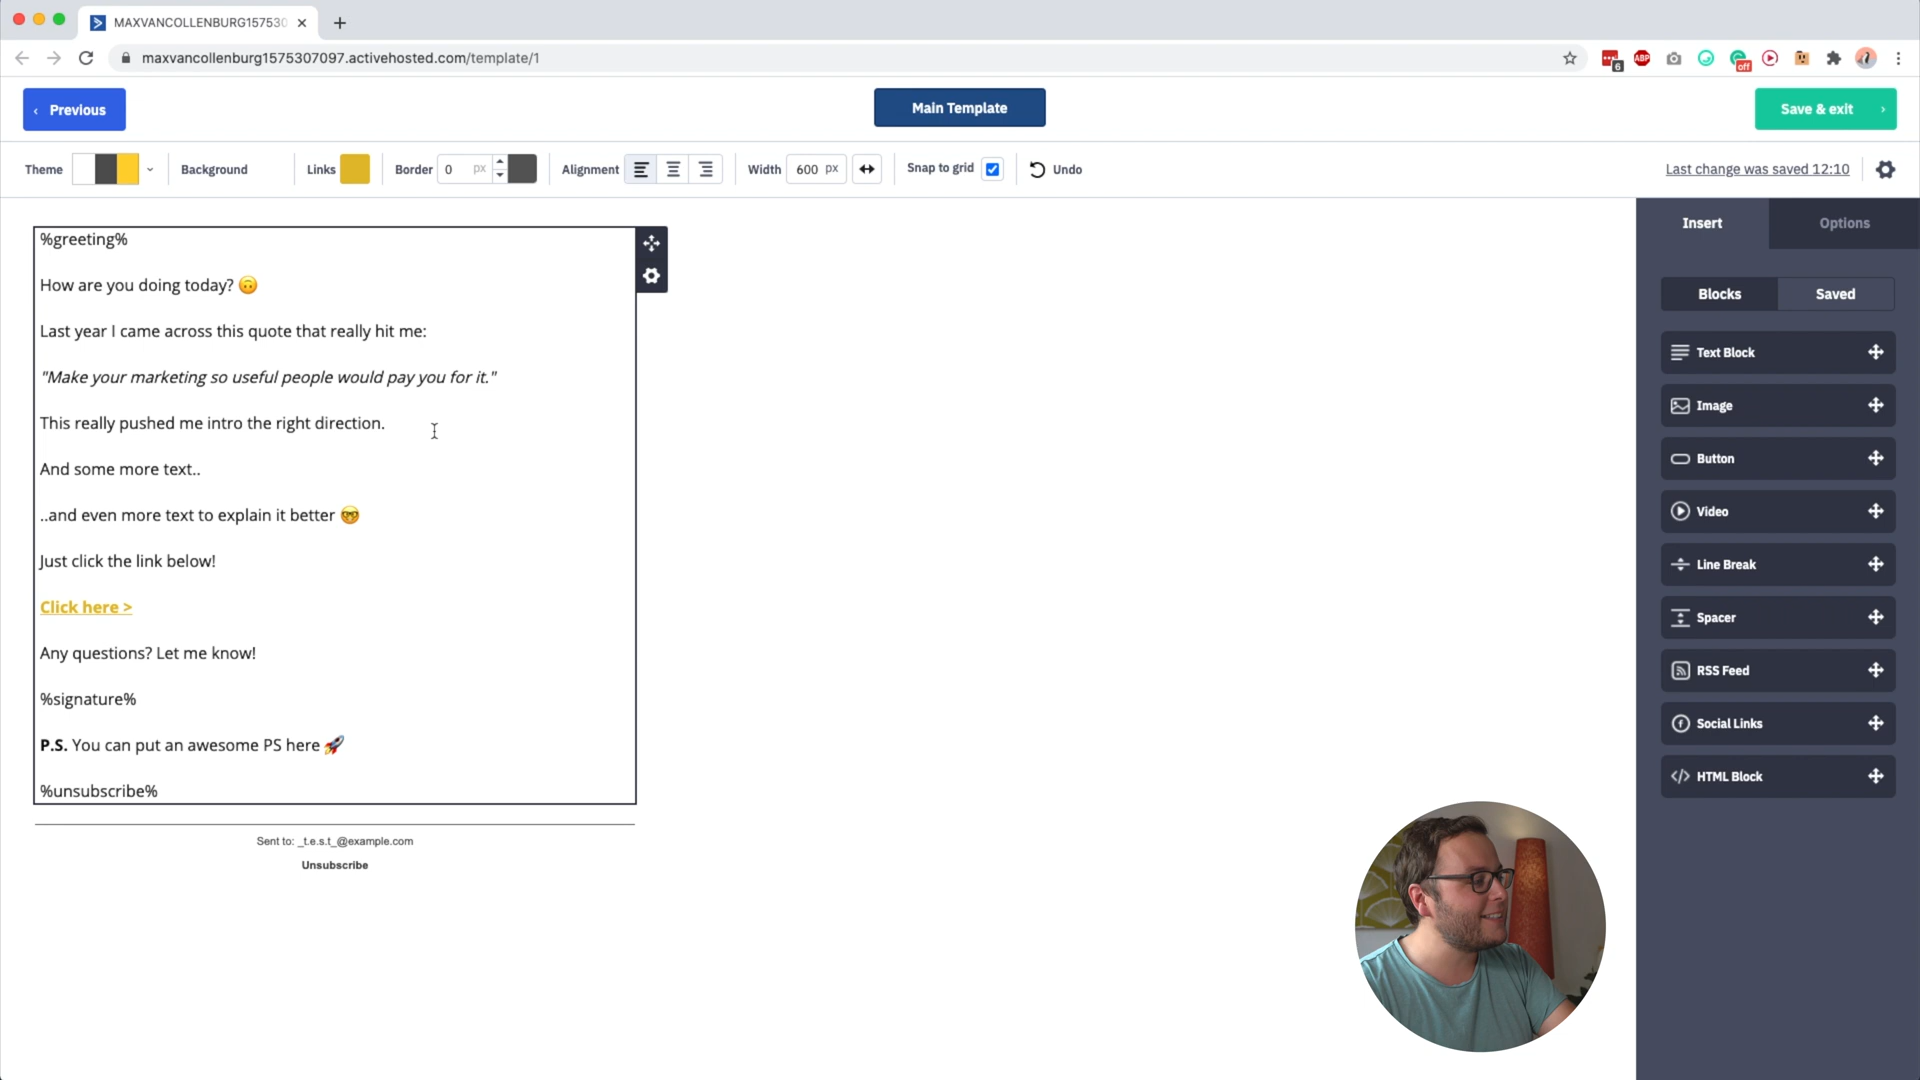 MAXVANCOLLENBURG157530
maxvancollenburg1575307097.activehosted.com/template/1
6
ABP
off
Previous
Main Template
Save & exit
Theme
Background
Links
Border 0 px
Alignment
Width 600 px
Snap to grid
Undo
Last change was saved 12:10
%greeting%
How are you doing today? 🙃
Last year I came across this quote that really hit me:
"Make your marketing so useful people would pay you for it."
This really pushed me intro the right direction.
And some more text..
..and even more text to explain it better 🤓
Just click the link below!
Click here >
Any questions? Let me know!
%signature%
P.S. You can put an awesome PS here 🚀
%unsubscribe%
Sent to: _t.e.s.t_@example.com
Unsubscribe
Insert
Options
Blocks
Saved
Text Block
Image
Button
Video
Line Break
Spacer
RSS Feed
Social Links
HTML Block